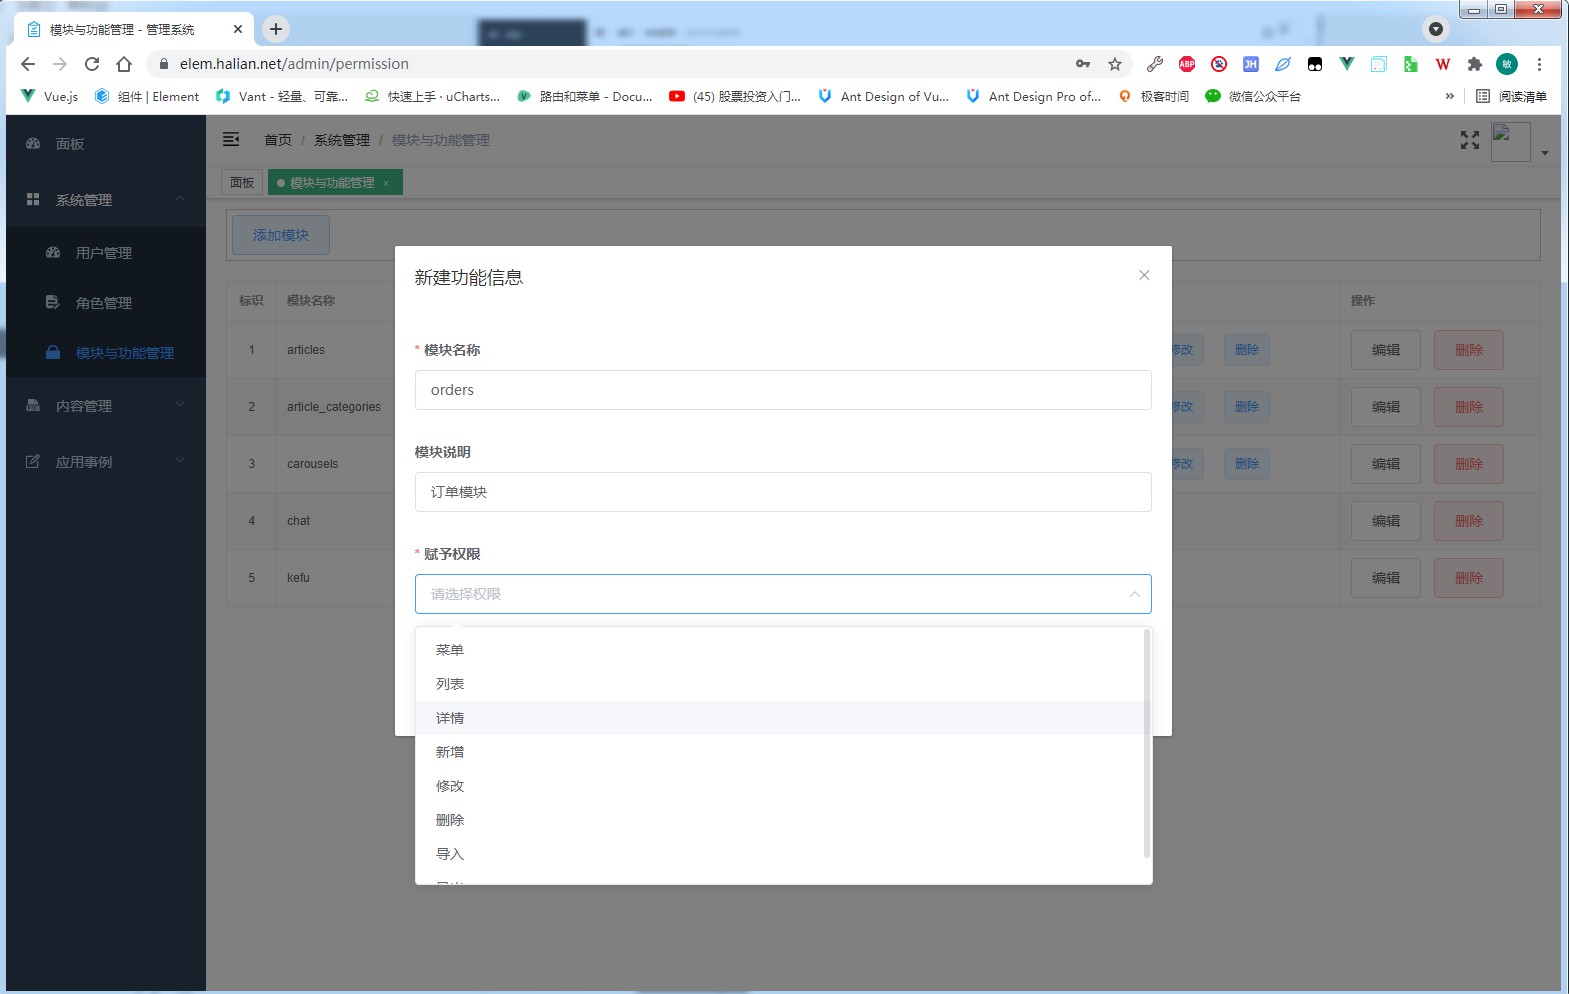 模块与功能管理 - 管理系统
elem.halian.net/admin/permission
ABP
JH
W
敏
Vue.js
组件 | Element
Vant - 轻量、可靠...
快速上手 · uCharts...
路由和菜单 - Docu...
(45) 股票投资入门...
Ant Design of Vu...
Ant Design Pro of...
极客时间
微信公众平台
»
阅读清单
面板
系统管理
用户管理
角色管理
模块与功能管理
内容管理
应用事例
首页 / 系统管理 / 模块与功能管理
面板
模块与功能管理 ×
添加模块
标识 模块名称 操作
1 articles 修改 删除 编辑 删除
2 article_categories 修改 删除 编辑 删除
3 carousels 修改 删除 编辑 删除
4 chat 编辑 删除
5 kefu 编辑 删除
新建功能信息
* 模块名称
orders
模块说明
订单模块
* 赋予权限
请选择权限
菜单
列表
详情
新增
修改
删除
导入